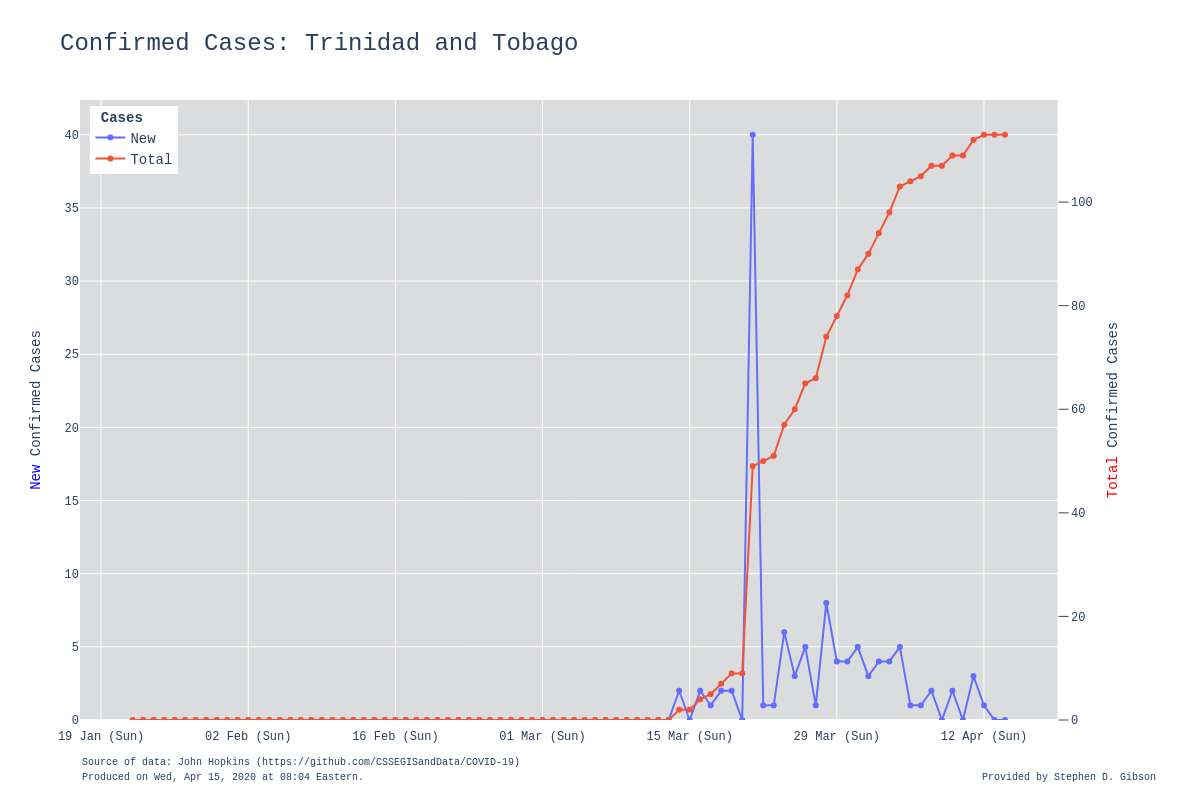 Confirmed Cases: Trinidad and Tobago
Cases
New
Total
40
35
30
25
20
15
10
5
0
100
80
60
40
20
0
New Confirmed Cases
Total Confirmed Cases
19 Jan (Sun) 02 Feb (Sun) 16 Feb (Sun) 01 Mar (Sun) 15 Mar (Sun) 29 Mar (Sun) 12 Apr (Sun)
Source of data: John Hopkins (https://github.com/CSSEGISandData/COVID-19)
Produced on Wed, Apr 15, 2020 at 08:04 Eastern.
Provided by Stephen D. Gibson